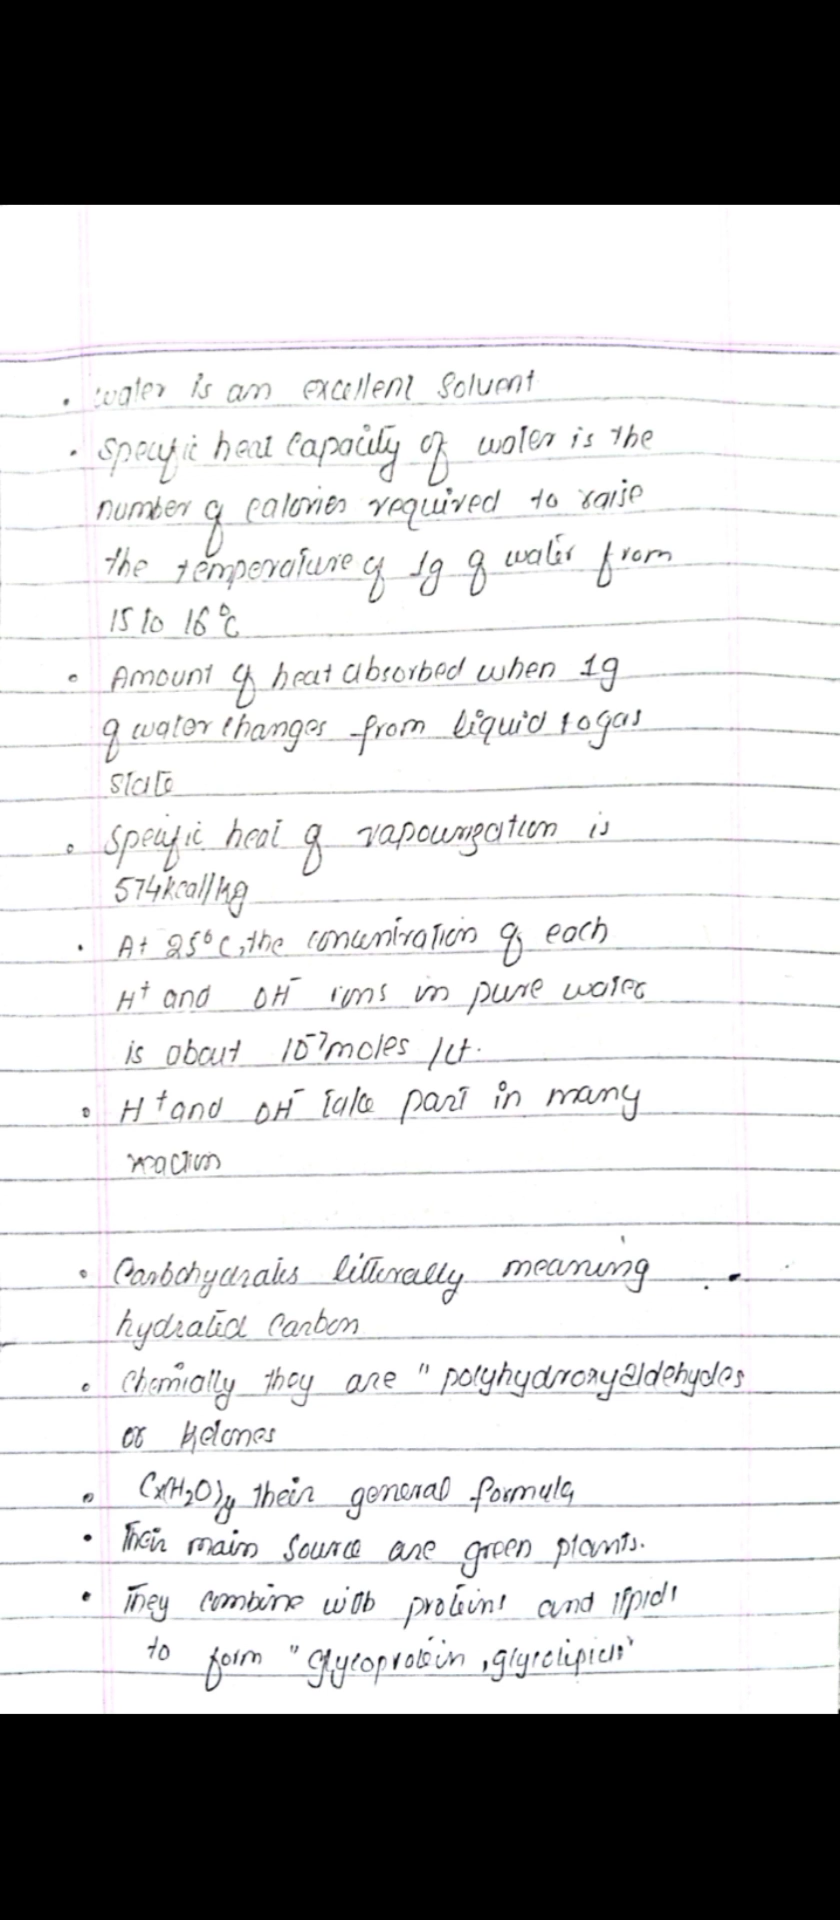 • water is an excellent solvent
• Specific heat capacity of water is the
number of calories required to raise
the temperature of 1g of water from
15 to 16°C
• Amount of heat absorbed when 1g
of water changes from liquid to gas
state
• Specific heat of vapourization is
574kcal/kg
• At 25°C, the concentration of each
H⁺ and OH⁻ ions in pure water
is about 10⁻⁷ moles /lt.
• H⁺ and OH⁻ take part in many
reaction
• Carbohydrates litterally meaning
hydrated carbon
• Chemially they are "polyhydroxyaldehydes
or ketones
• Cx(H₂O)y their general formula
• Their main source are green plants.
• They combine with proteins and lipids
to form "Glycoprotein, glycolipids"